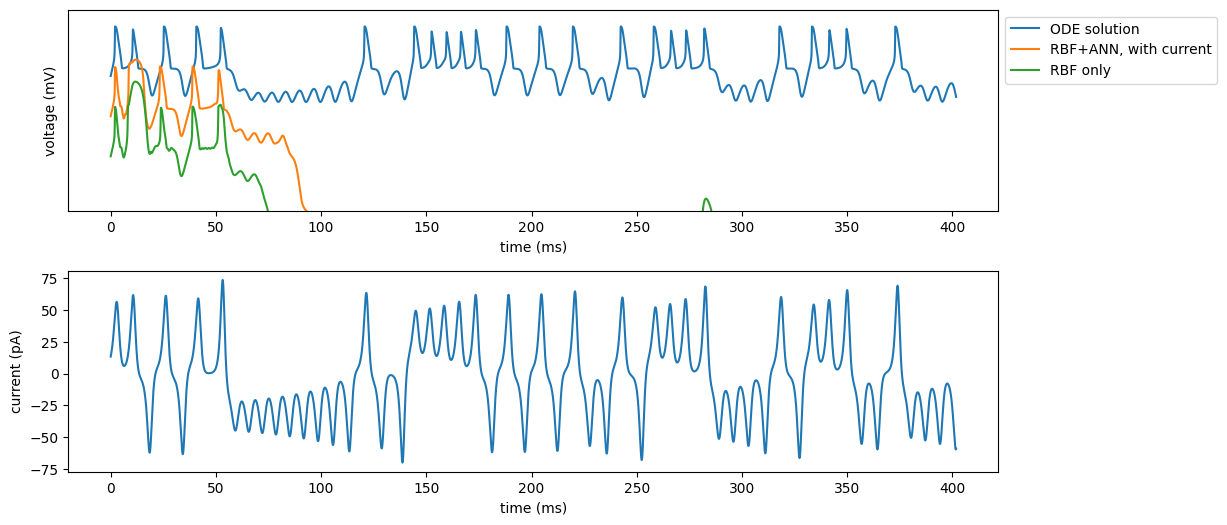 ODE solution
RBF+ANN, with current
RBF only
voltage (mV)
0 50 100 150 200 250 300 350 400
time (ms)
75
50
25
0
−25
−50
−75
current (pA)
0 50 100 150 200 250 300 350 400
time (ms)